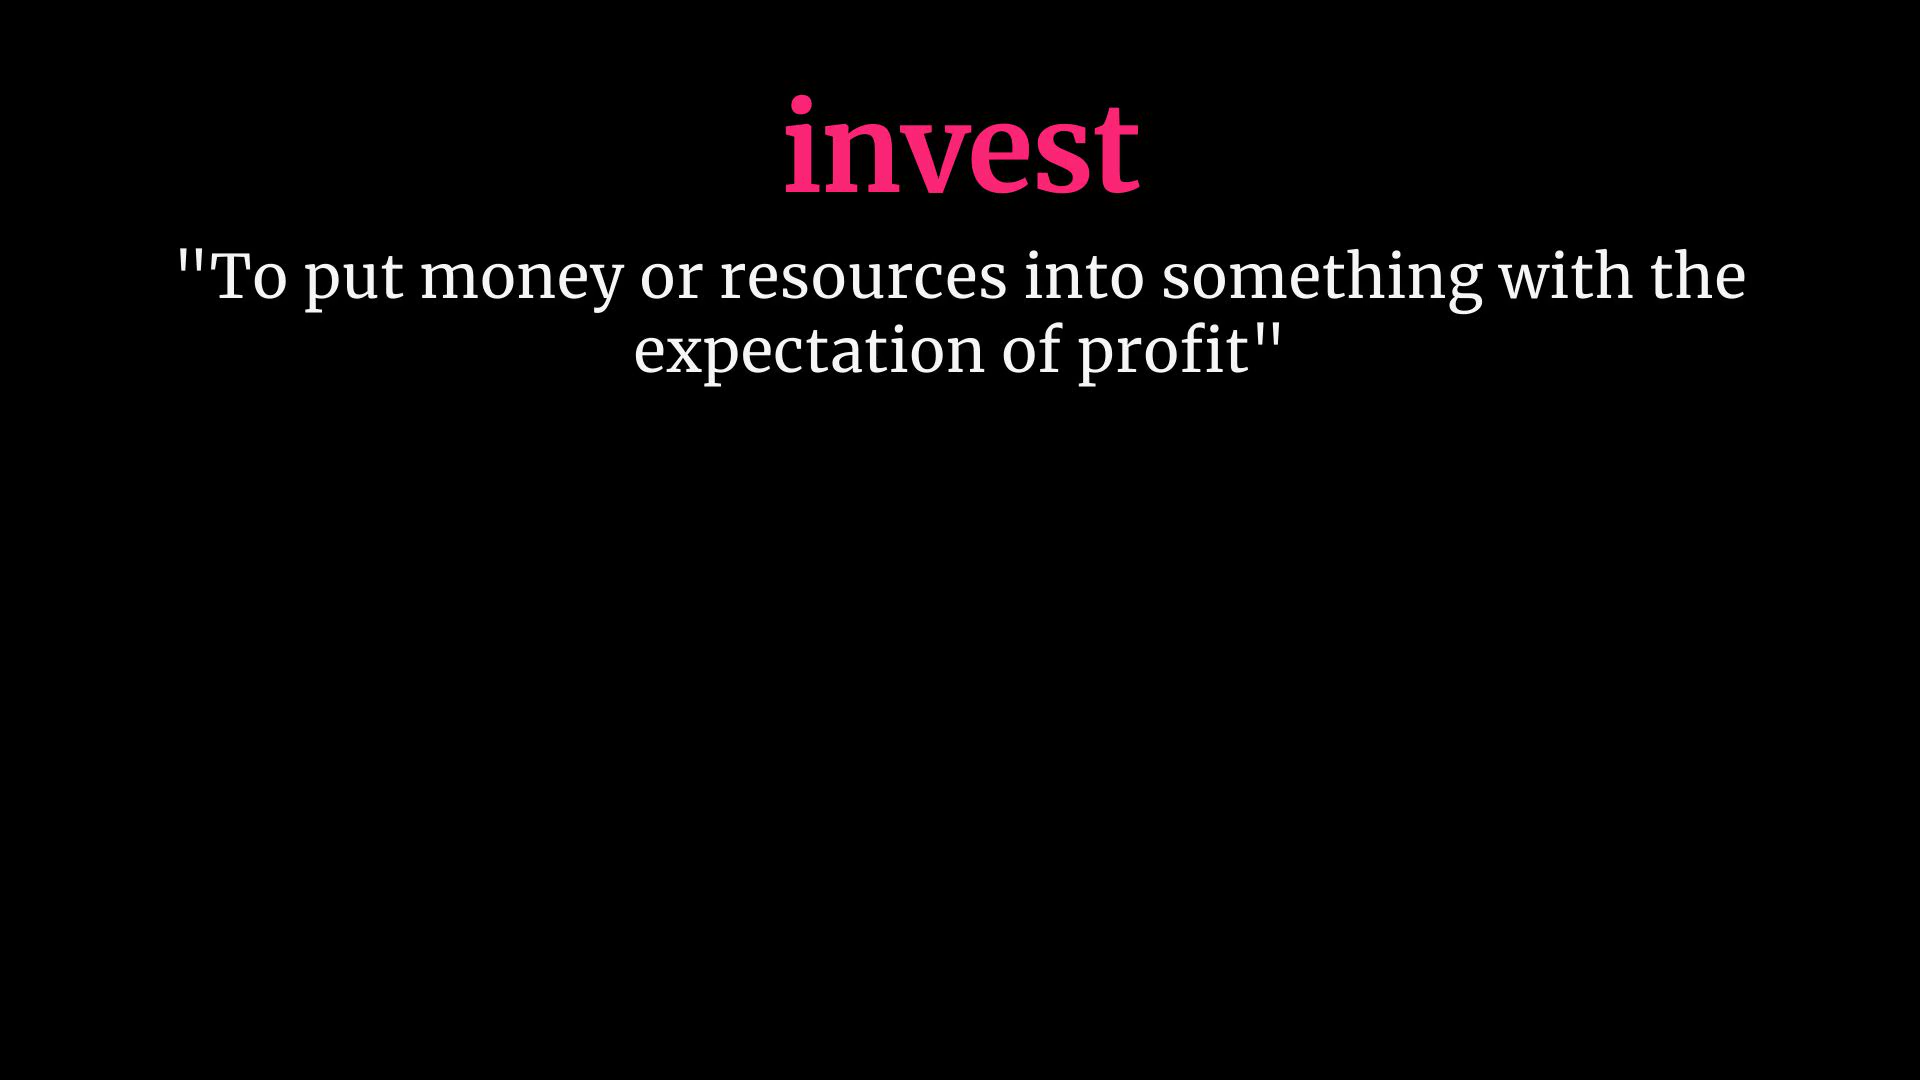 invest
"To put money or resources into something with the
expectation of profit"